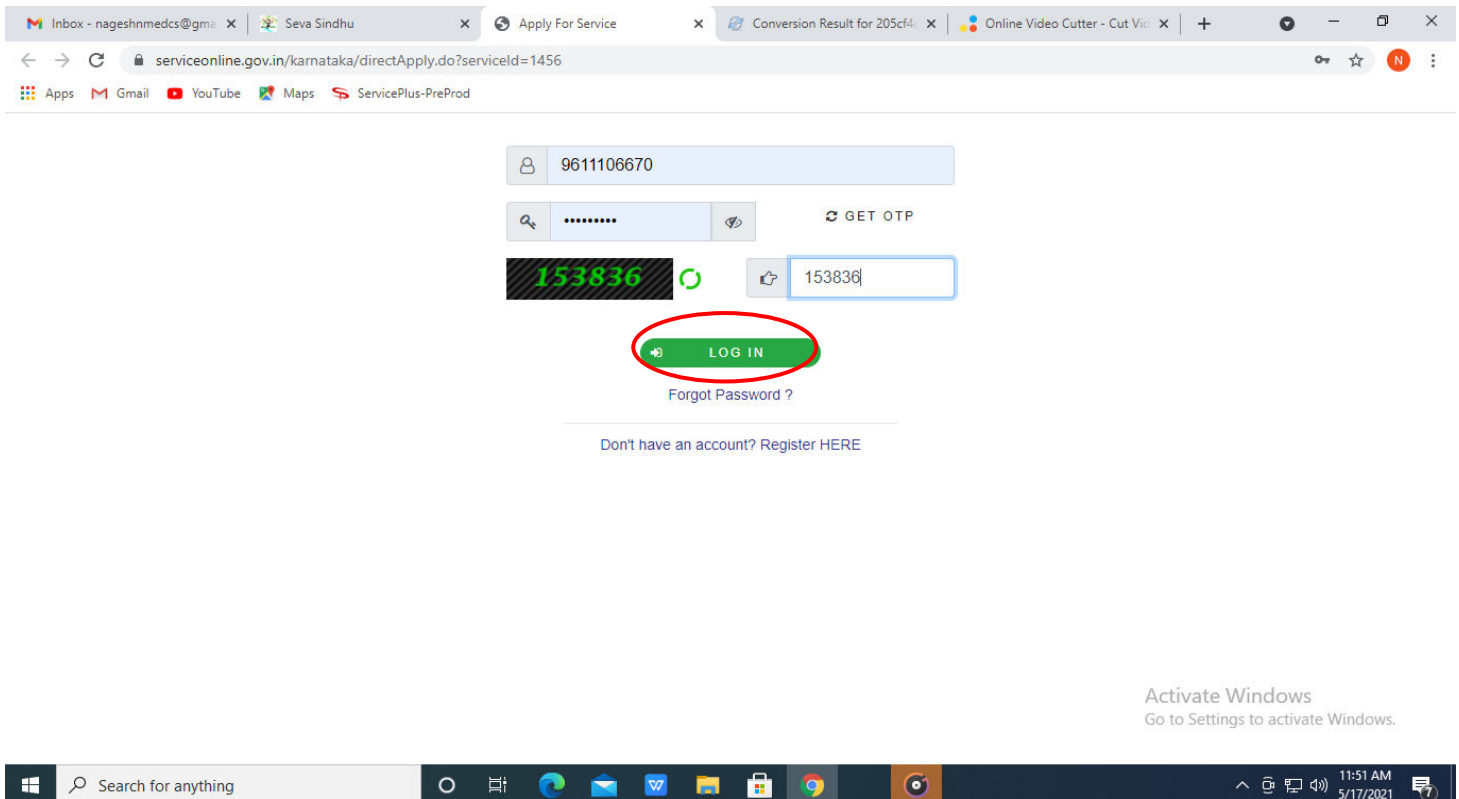 Inbox - nageshnmedcs@gma
Seva Sindhu
Apply For Service
Conversion Result for 205cf4
Online Video Cutter - Cut Vid
serviceonline.gov.in/karnataka/directApply.do?serviceId=1456
N
Apps
Gmail
YouTube
Maps
ServicePlus-PreProd
9611106670
•••••••••
GET OTP
153836
153836
LOG IN
Forgot Password ?
Don't have an account? Register HERE
Activate Windows
Go to Settings to activate Windows.
Search for anything
W
11:51 AM
5/17/2021
7